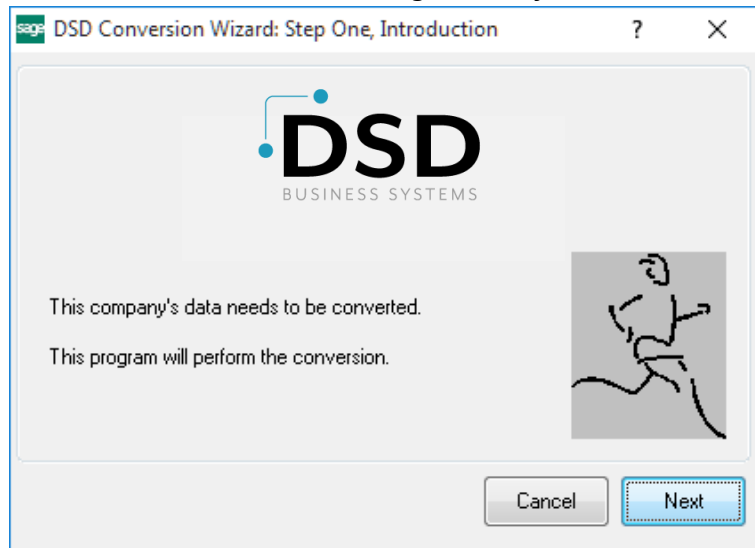 sage DSD Conversion Wizard: Step One, Introduction ? X
DSD
BUSINESS SYSTEMS
This company's data needs to be converted.
This program will perform the conversion.
Cancel Next